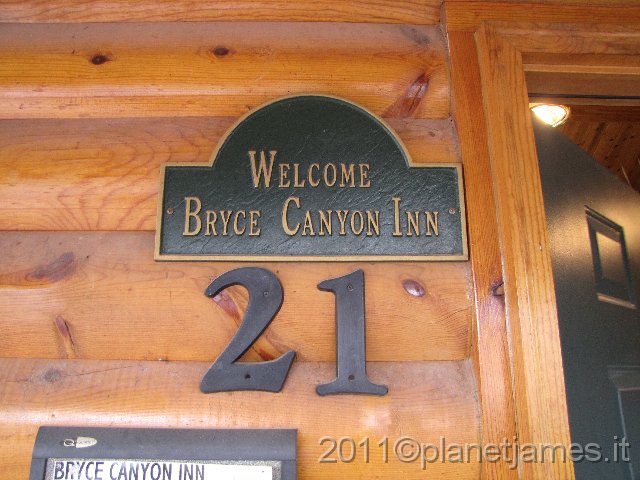 WELCOME
BRYCE CANYON INN
21
BRYCE CANYON INN
2011©planetjames.it